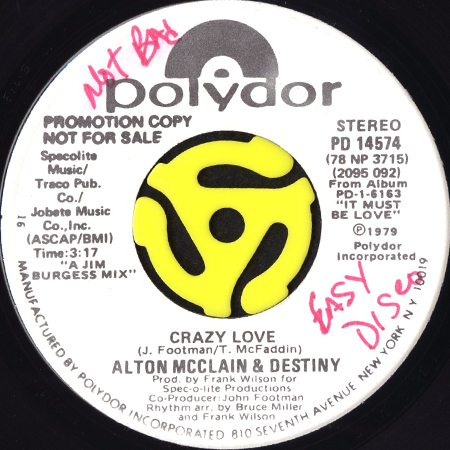 Not Bad
polydor
PROMOTION COPY
NOT FOR SALE
Specolite
Music/
Traco Pub.
Co./
Jobete Music
Co.,Inc.
(ASCAP/BMI)
Time:3:17
"A JIM
BURGESS MIX"
16
STEREO
PD 14574
(78 NP 3715)
(2095 092)
From Album
PD-1-6163
"IT MUST
BE LOVE"
℗1979
Polydor
Incorporated
EASY
DISCO
CRAZY LOVE
(J. Footman/T. McFaddin)
ALTON MCCLAIN & DESTINY
Prod. by Frank Wilson for
Spec-o-lite Productions
Co-Producer:John Footman
Rhythm arr. by Bruce Miller
and Frank Wilson
MANUFACTURED BY POLYDOR INCORPORATED 810 SEVENTH AVENUE NEW YORK N.Y. 10019